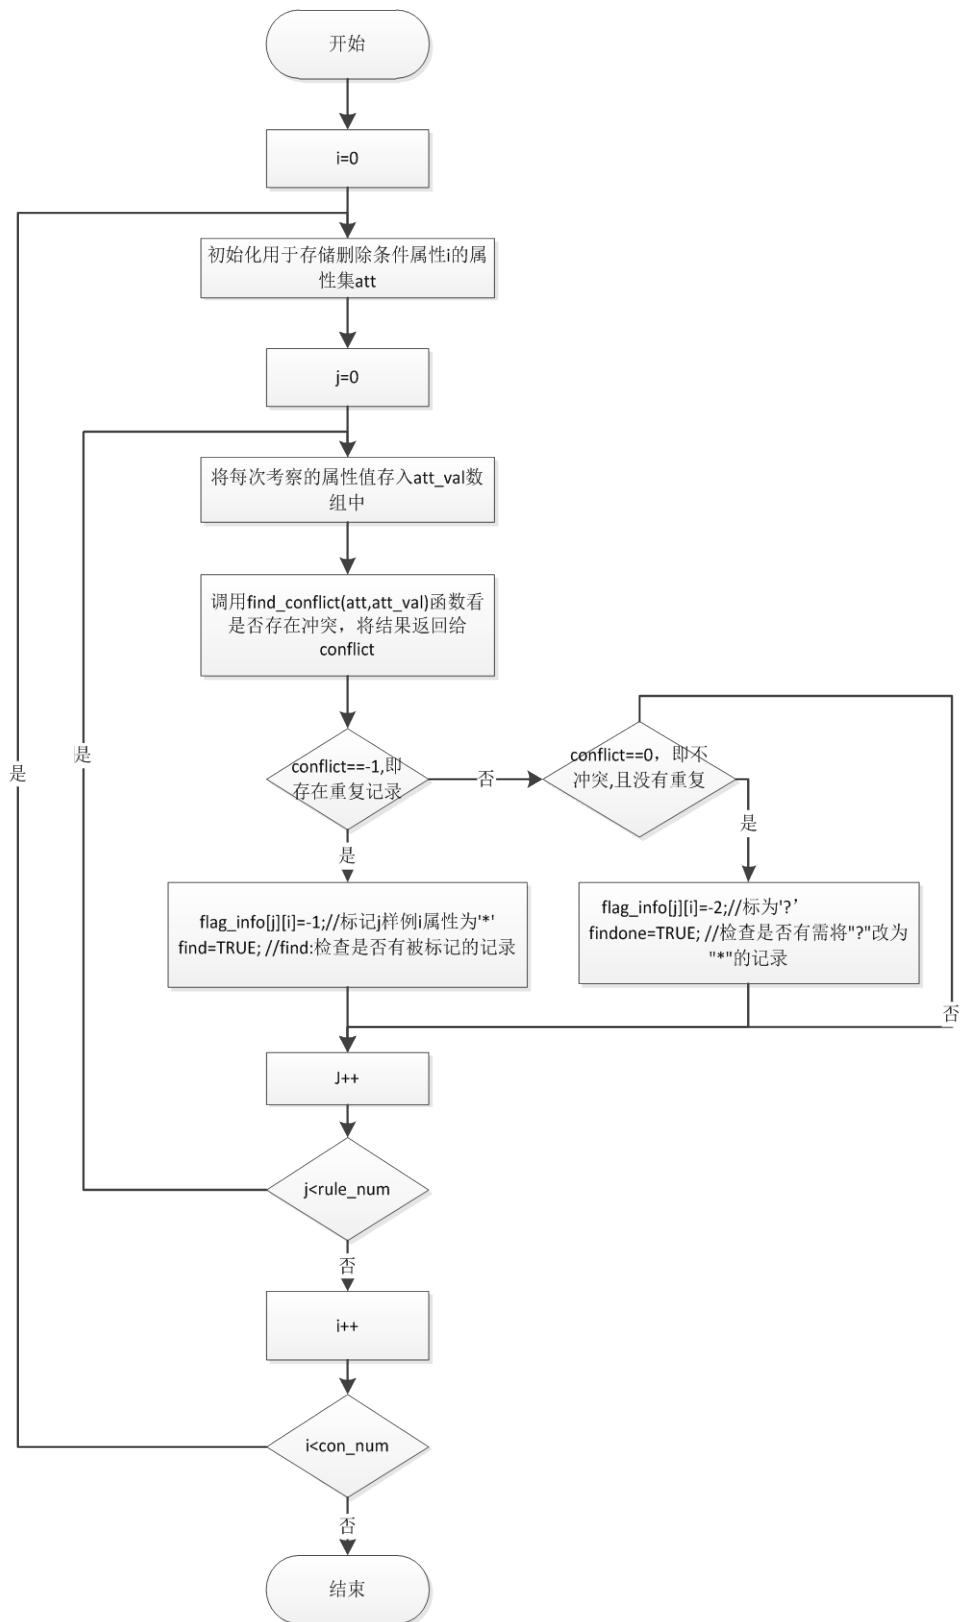 开始
i=0
初始化用于存储删除条件属性i的属
性集att
j=0
将每次考察的属性值存入att_val数
组中
调用find_conflict(att,att_val)函数看
是否存在冲突，将结果返回给
conflict
conflict==-1,即
存在重复记录
否
conflict==0，即不
冲突,且没有重复
是
是
是
是
flag_info[j][i]=-1;//标记j样例i属性为'*'
find=TRUE; //find:检查是否有被标记的记录
flag_info[j][i]=-2;//标为'?’
findone=TRUE; //检查是否有需将"?"改为
"*"的记录
否
J++
j<rule_num
否
i++
i<con_num
否
结束